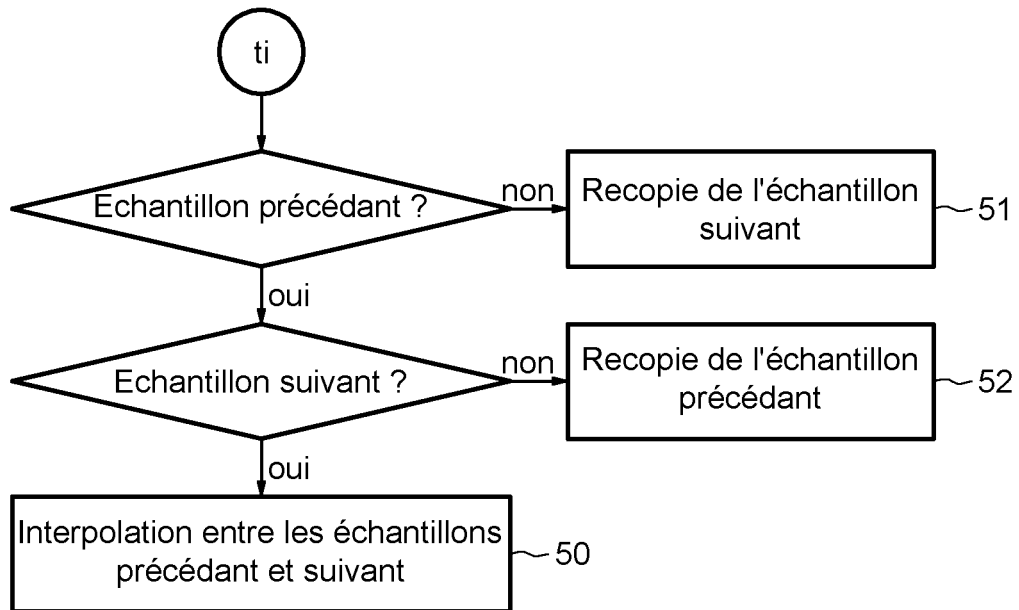 ti
Echantillon précédant ?
non
Recopie de l'échantillon
suivant
51
oui
Echantillon suivant ?
non
Recopie de l'échantillon
précédant
52
oui
Interpolation entre les échantillons
précédant et suivant
50